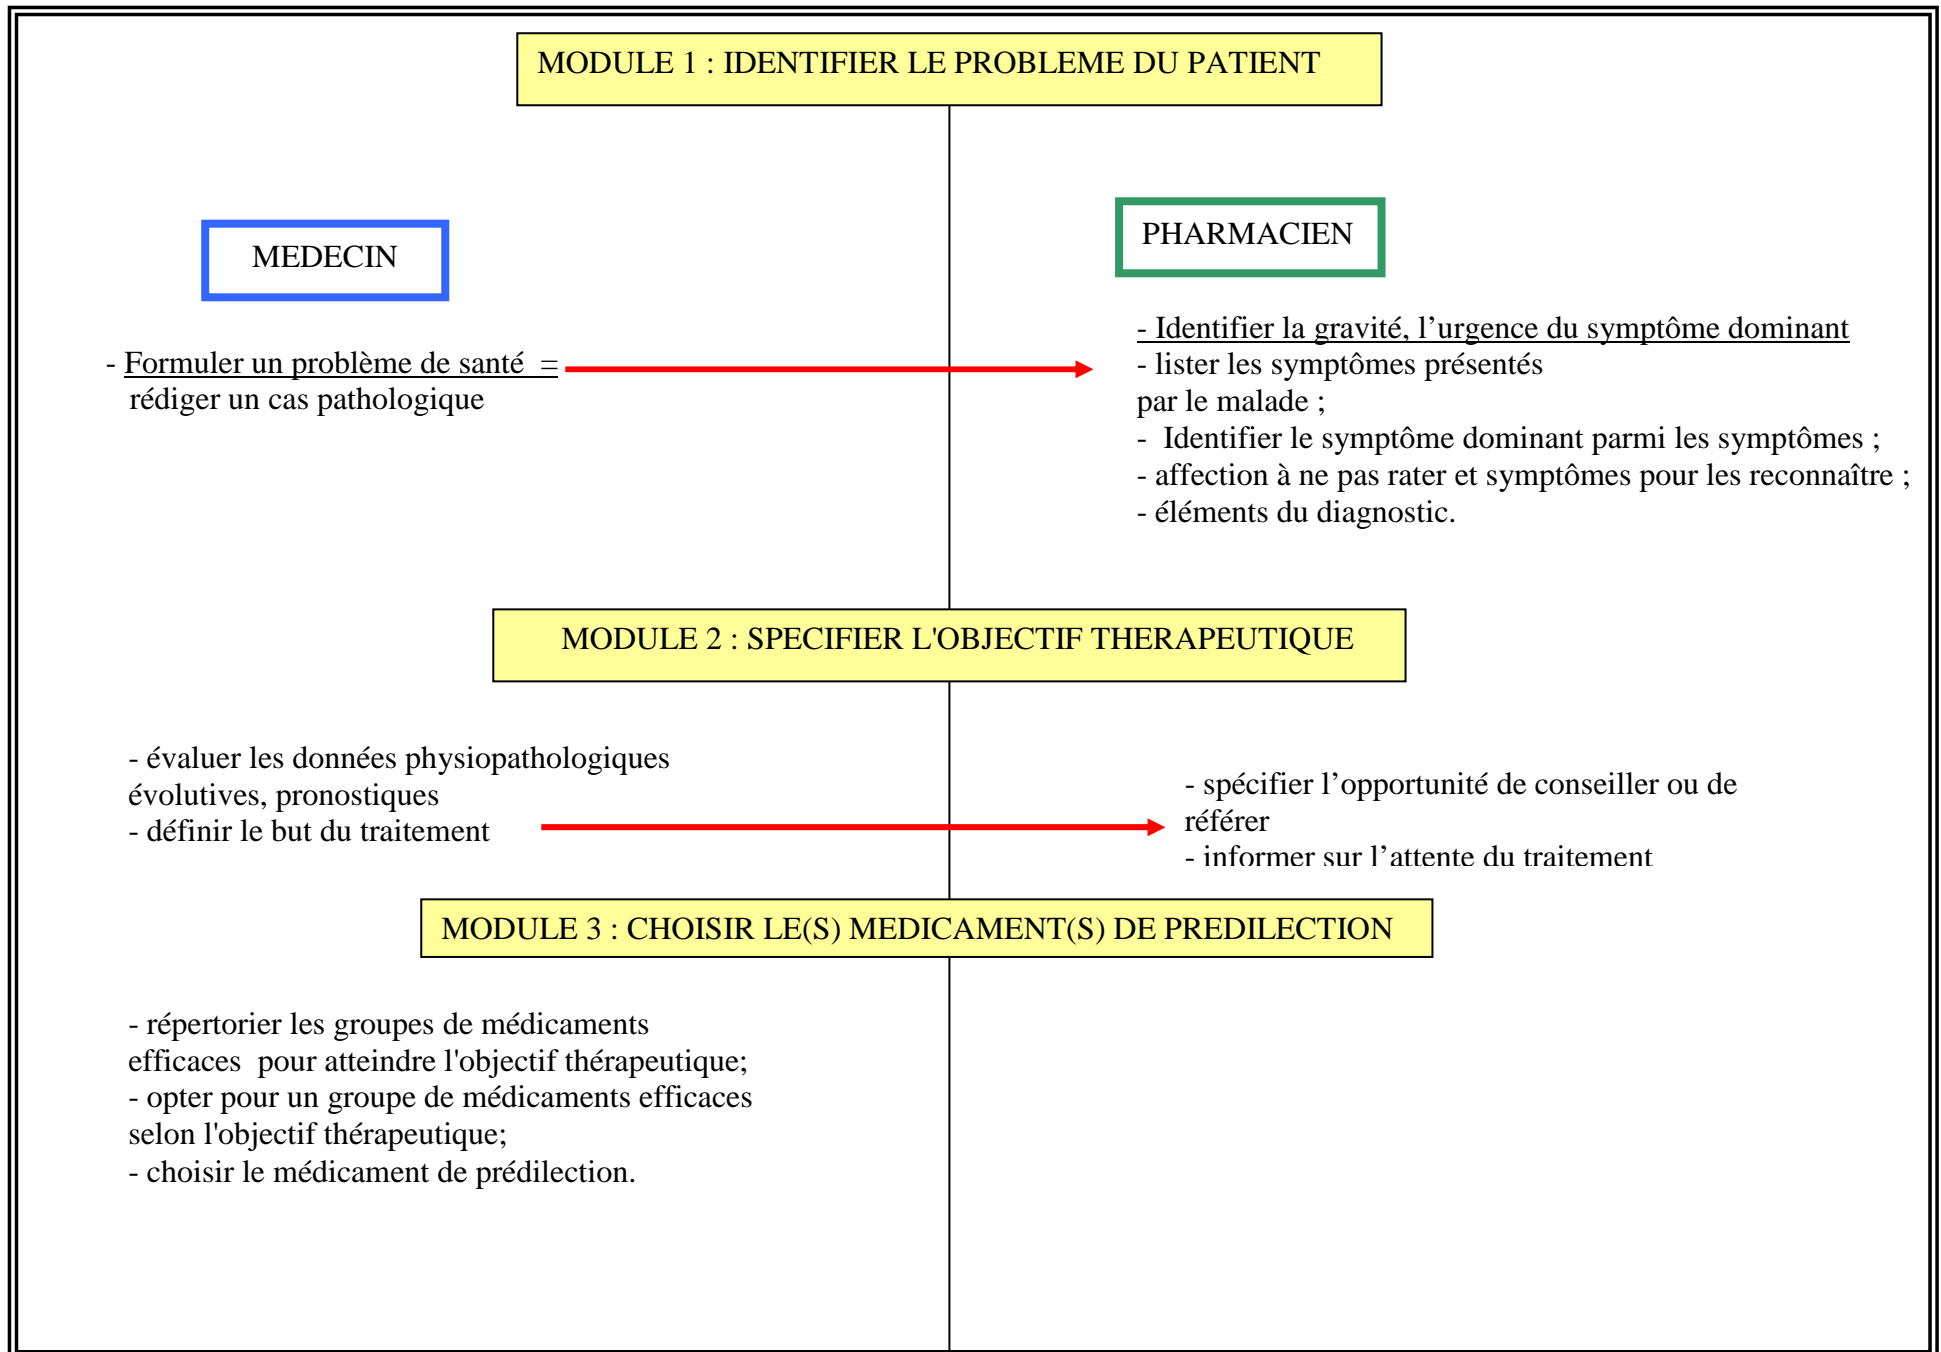 MODULE 1 : IDENTIFIER LE PROBLEME DU PATIENT
MEDECIN
- Formuler un problème de santé =
rédiger un cas pathologique
PHARMACIEN
- Identifier la gravité, l’urgence du symptôme dominant
- lister les symptômes présentés
par le malade ;
- Identifier le symptôme dominant parmi les symptômes ;
- affection à ne pas rater et symptômes pour les reconnaître ;
- éléments du diagnostic.
MODULE 2 : SPECIFIER L'OBJECTIF THERAPEUTIQUE
- évaluer les données physiopathologiques
évolutives, pronostiques
- définir le but du traitement
- spécifier l’opportunité de conseiller ou de
référer
- informer sur l’attente du traitement
MODULE 3 : CHOISIR LE(S) MEDICAMENT(S) DE PREDILECTION
- répertorier les groupes de médicaments
efficaces pour atteindre l'objectif thérapeutique;
- opter pour un groupe de médicaments efficaces
selon l'objectif thérapeutique;
- choisir le médicament de prédilection.